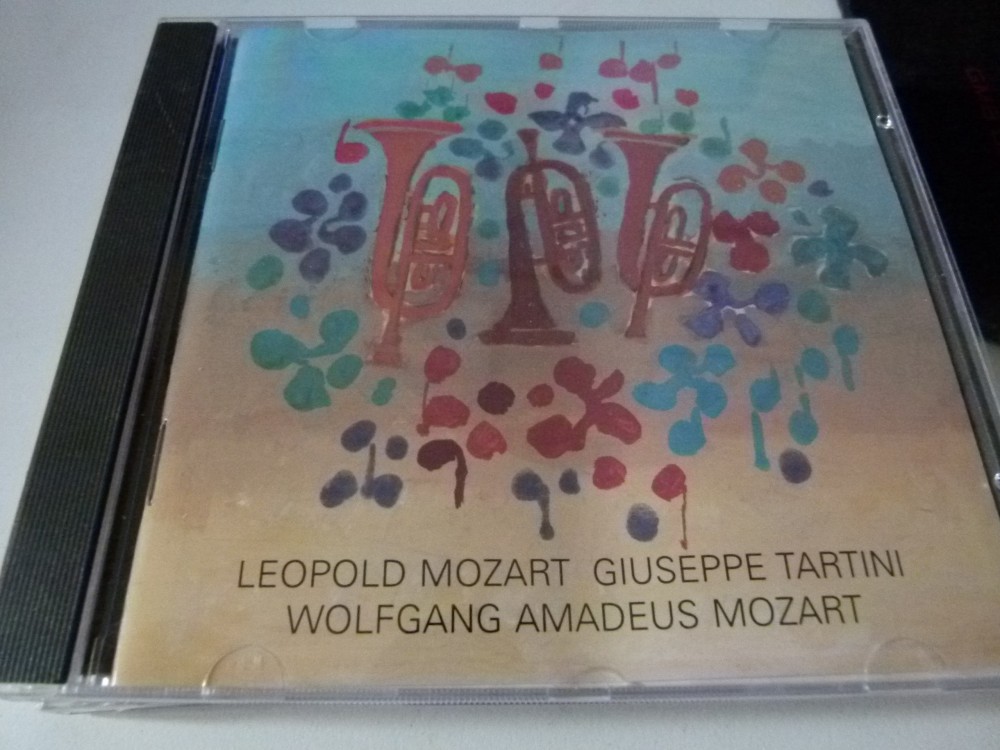 LEOPOLD MOZART GIUSEPPE TARTINI
WOLFGANG AMADEUS MOZART